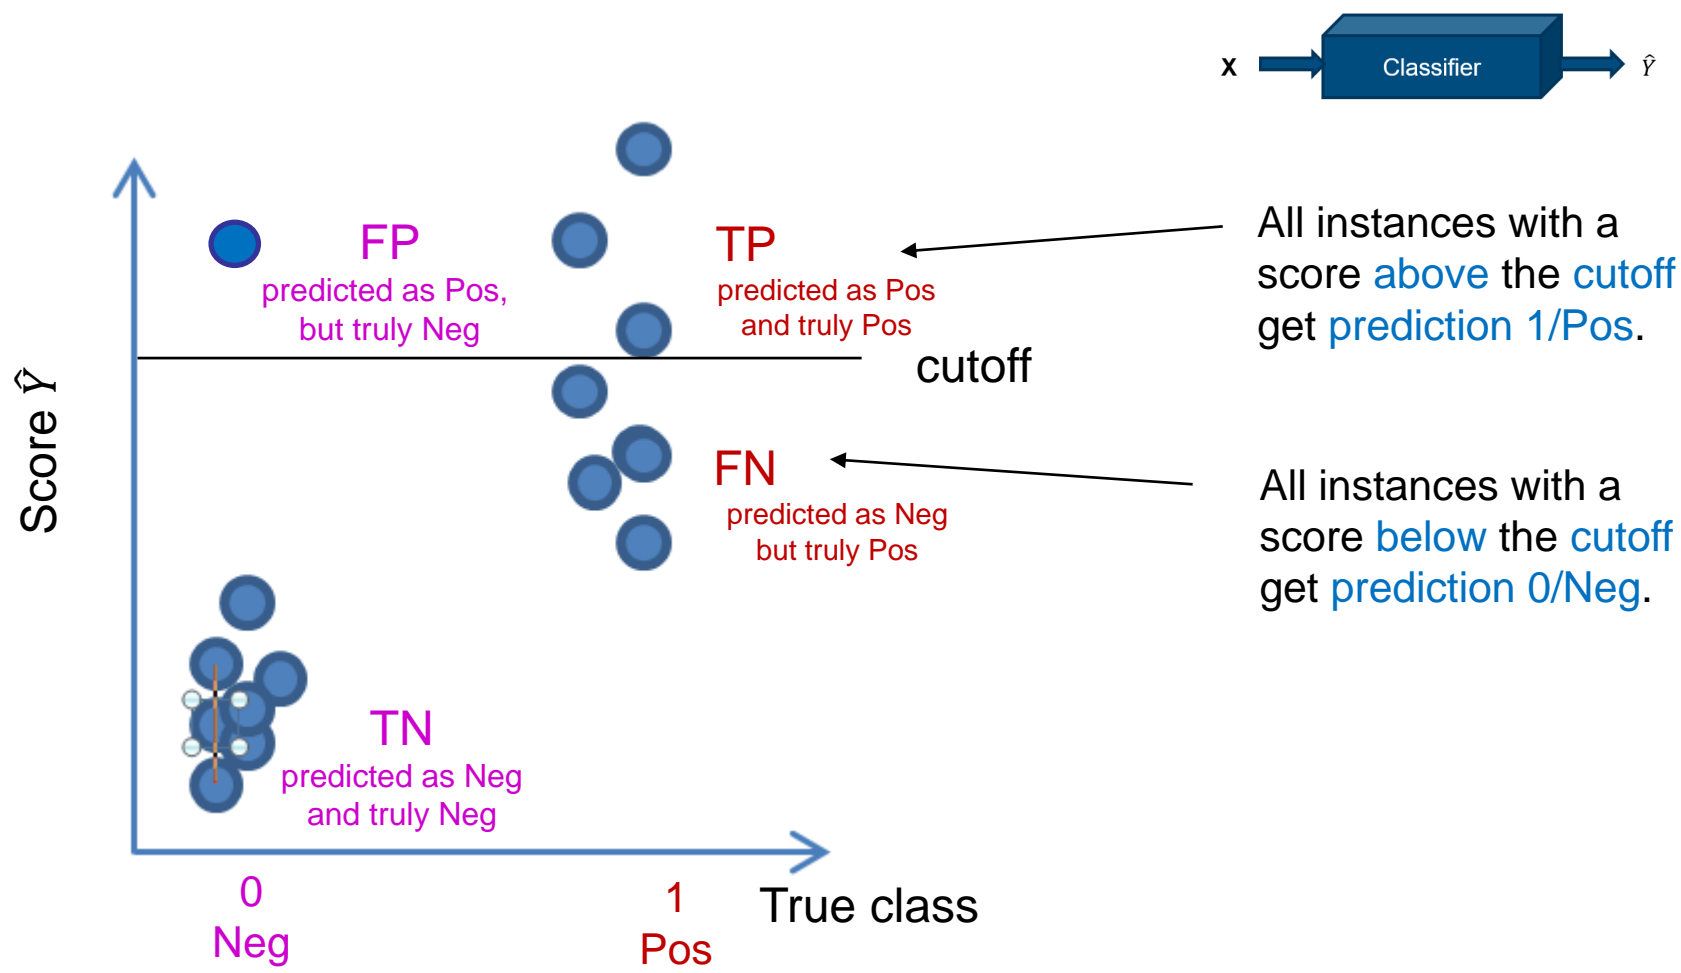 X
Classifier
Ŷ
FP
predicted as Pos,
but truly Neg
TP
predicted as Pos
and truly Pos
All instances with a
score above the cutoff
get prediction 1/Pos.
cutoff
Score Ŷ
FN
predicted as Neg
but truly Pos
All instances with a
score below the cutoff
get prediction 0/Neg.
TN
predicted as Neg
and truly Neg
0
Neg
1
Pos
True class